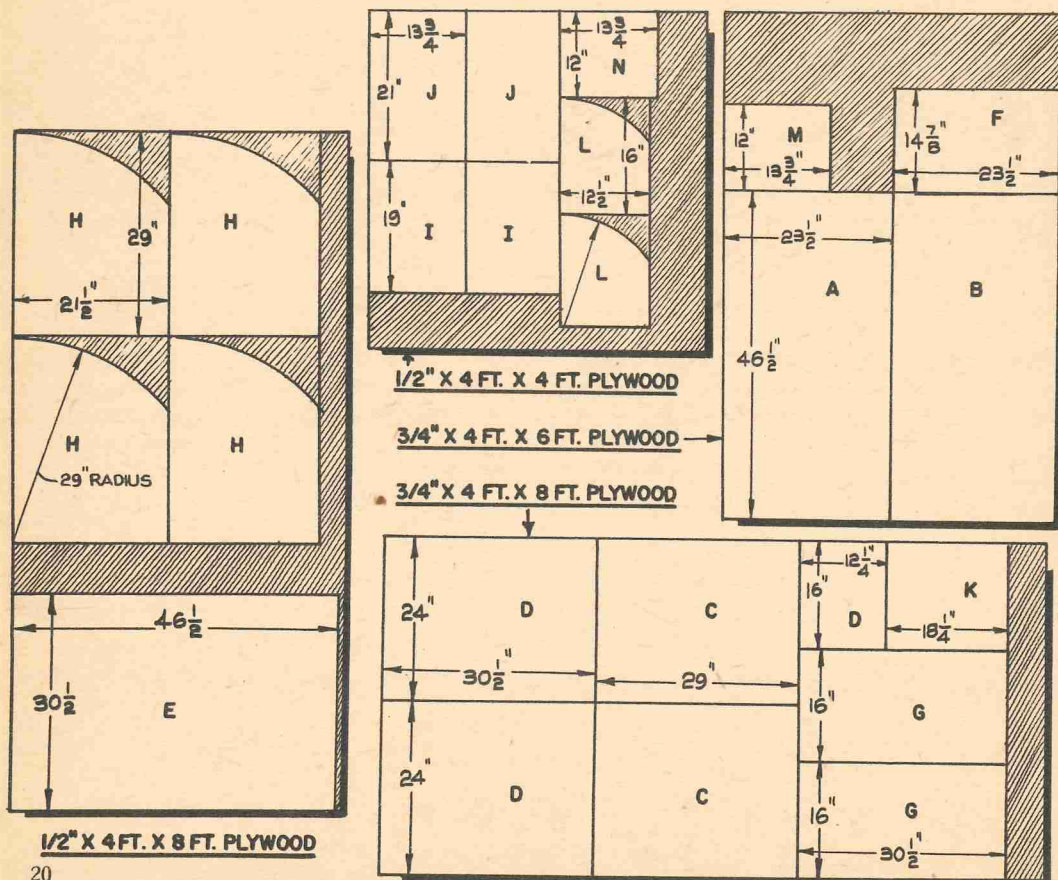 H
H
29"
21 1/2"
H
H
29" RADIUS
46 1/2
30 1/2
E
1/2" X 4 FT. X 8 FT. PLYWOOD
20
13 3/4
21"
J
J
19"
I
I
13 3/4"
12"
N
L
16"
12 1/2"
L
1/2" X 4 FT. X 4 FT. PLYWOOD
3/4" X 4 FT. X 6 FT. PLYWOOD
3/4" X 4 FT. X 8 FT. PLYWOOD
12"
M
13 3/4"
14 7/8"
F
23 1/2"
23 1/2"
A
B
46 1/2"
24"
D
C
30 1/2"
29"
24"
D
C
12 1/4"
16"
D
K
18 1/4"
16"
G
16"
G
30 1/2"